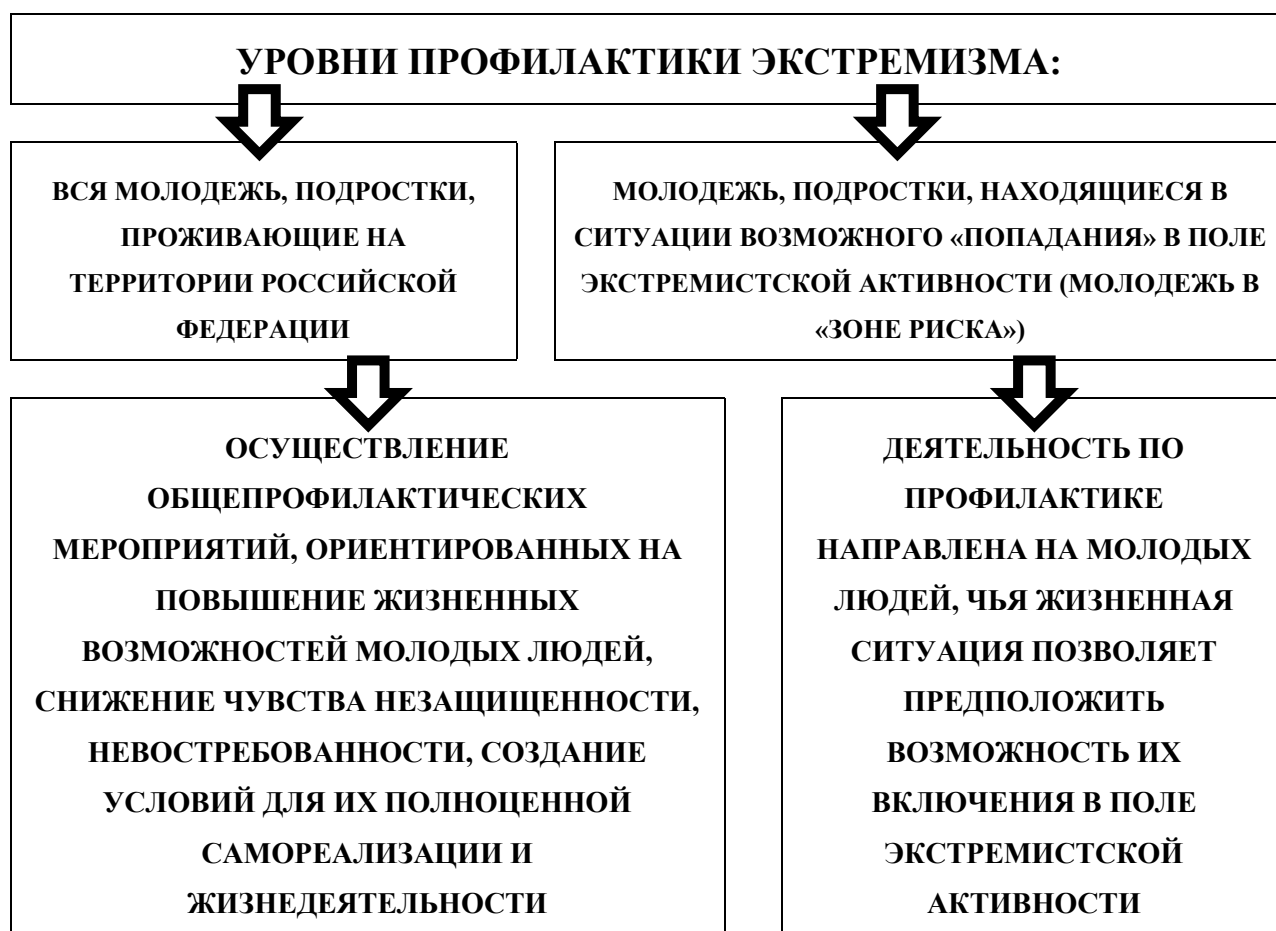 УРОВНИ ПРОФИЛАКТИКИ ЭКСТРЕМИЗМА:
ВСЯ МОЛОДЕЖЬ, ПОДРОСТКИ,
ПРОЖИВАЮЩИЕ НА
ТЕРРИТОРИИ РОССИЙСКОЙ
ФЕДЕРАЦИИ
МОЛОДЕЖЬ, ПОДРОСТКИ, НАХОДЯЩИЕСЯ В
СИТУАЦИИ ВОЗМОЖНОГО «ПОПАДАНИЯ» В ПОЛЕ
ЭКСТРЕМИСТСКОЙ АКТИВНОСТИ (МОЛОДЕЖЬ В
«ЗОНЕ РИСКА»)
ОСУЩЕСТВЛЕНИЕ
ОБЩЕПРОФИЛАКТИЧЕСКИХ
МЕРОПРИЯТИЙ, ОРИЕНТИРОВАННЫХ НА
ПОВЫШЕНИЕ ЖИЗНЕННЫХ
ВОЗМОЖНОСТЕЙ МОЛОДЫХ ЛЮДЕЙ,
СНИЖЕНИЕ ЧУВСТВА НЕЗАЩИЩЕННОСТИ,
НЕВОСТРЕБОВАННОСТИ, СОЗДАНИЕ
УСЛОВИЙ ДЛЯ ИХ ПОЛНОЦЕННОЙ
САМОРЕАЛИЗАЦИИ И
ЖИЗНЕДЕЯТЕЛЬНОСТИ
ДЕЯТЕЛЬНОСТЬ ПО
ПРОФИЛАКТИКЕ
НАПРАВЛЕНА НА МОЛОДЫХ
ЛЮДЕЙ, ЧЬЯ ЖИЗНЕННАЯ
СИТУАЦИЯ ПОЗВОЛЯЕТ
ПРЕДПОЛОЖИТЬ
ВОЗМОЖНОСТЬ ИХ
ВКЛЮЧЕНИЯ В ПОЛЕ
ЭКСТРЕМИСТСКОЙ
АКТИВНОСТИ